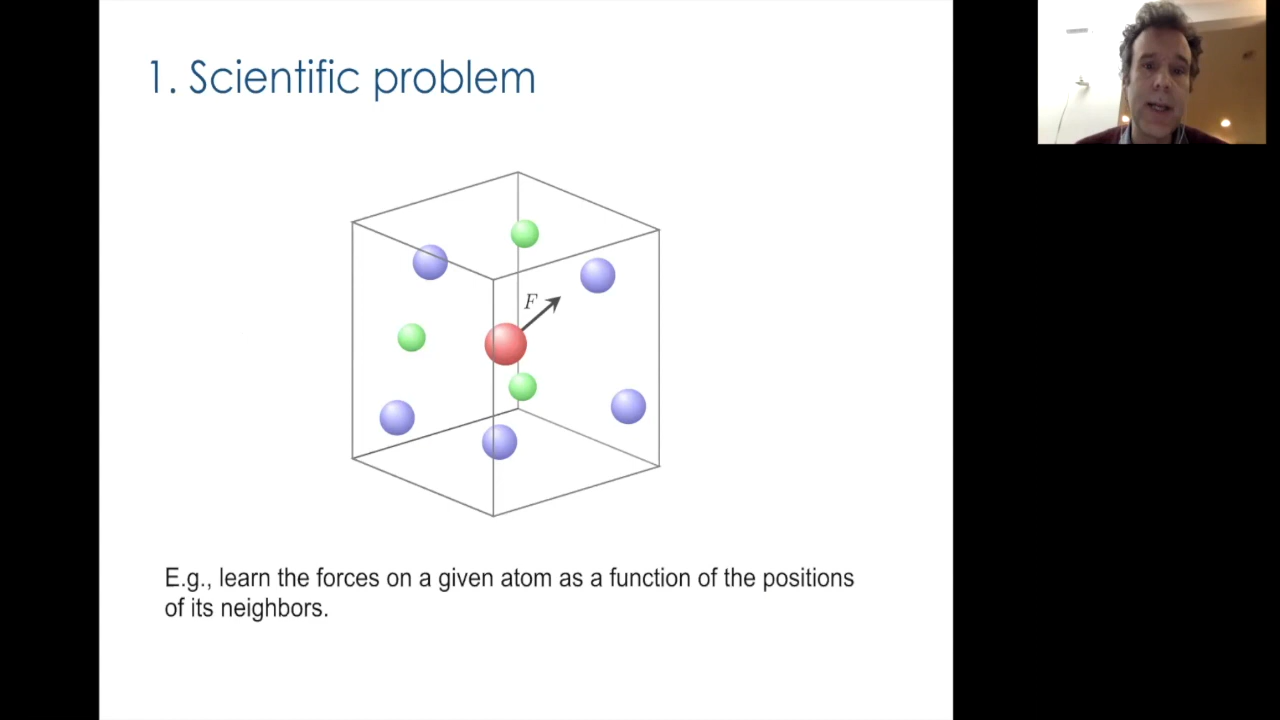 1. Scientific problem
F
E.g., learn the forces on a given atom as a function of the positions
of its neighbors.